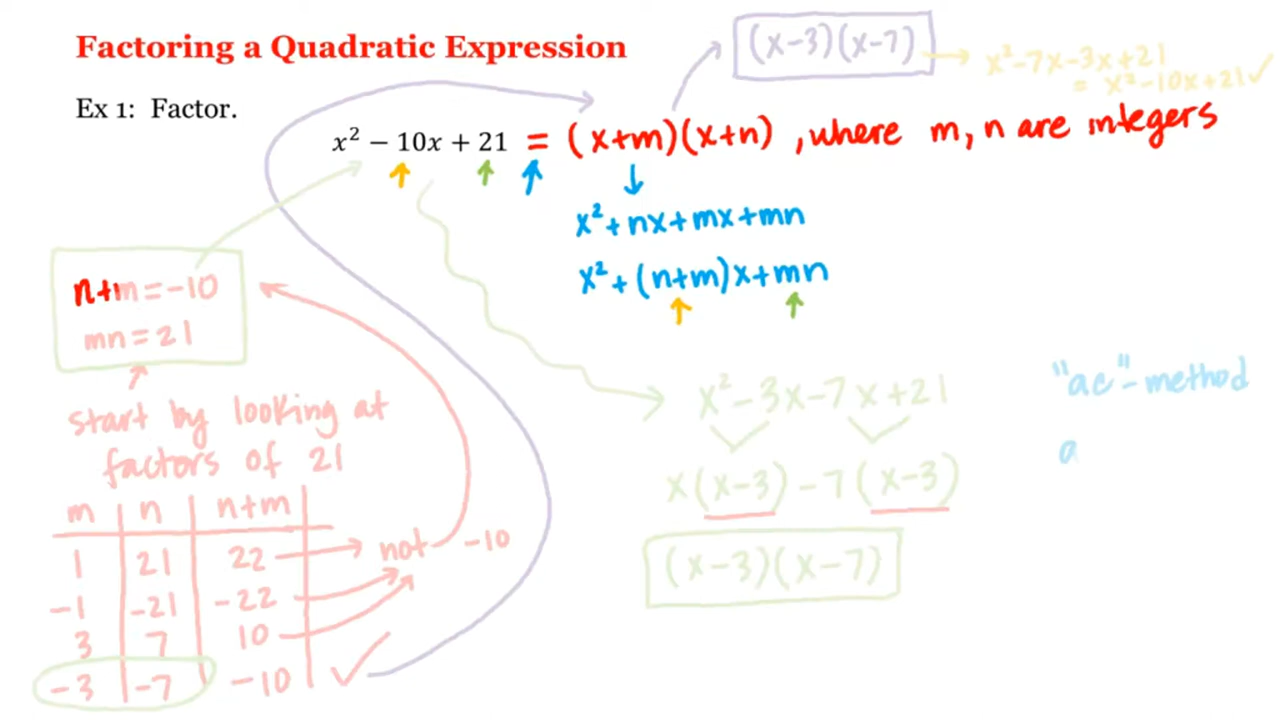 Factoring a Quadratic Expression
(x-3)(x-7) → x²-7x-3x+21
= x²-10x+21 ✓
Ex 1: Factor.
x² − 10x + 21 = (x+m)(x+n) , where m, n are integers
x²+nx+mx+mn
x²+(n+m)x+mn
n+m=-10
mn=21
start by looking at
factors of 21
m n n+m
1 21 22 → not -10
-1 -21 -22
3 7 10
-3 -7 -10 ✓
x²-3x-7x+21
x(x-3)-7(x-3)
(x-3)(x-7)
"ac"-method
a